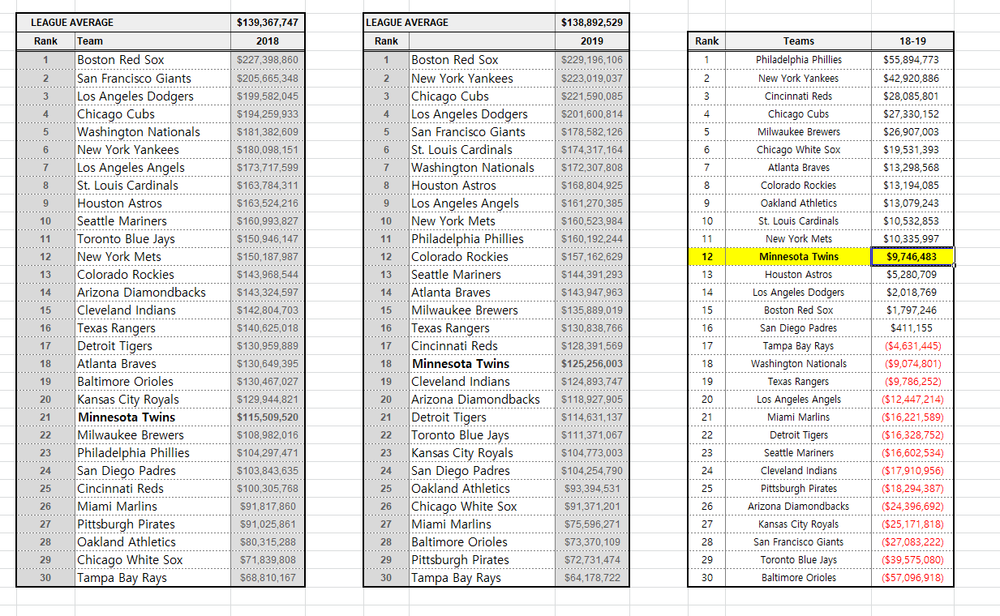 LEAGUE AVERAGE $139,367,747
Rank Team 2018
1 Boston Red Sox $227,398,860
2 San Francisco Giants $205,665,348
3 Los Angeles Dodgers $199,582,045
4 Chicago Cubs $194,259,933
5 Washington Nationals $181,382,609
6 New York Yankees $180,098,151
7 Los Angeles Angels $173,717,599
8 St. Louis Cardinals $163,784,311
9 Houston Astros $163,524,216
10 Seattle Mariners $160,993,827
11 Toronto Blue Jays $150,946,147
12 New York Mets $150,187,987
13 Colorado Rockies $143,968,544
14 Arizona Diamondbacks $143,324,597
15 Cleveland Indians $142,804,703
16 Texas Rangers $140,625,018
17 Detroit Tigers $130,959,889
18 Atlanta Braves $130,649,395
19 Baltimore Orioles $130,467,027
20 Kansas City Royals $129,944,821
21 Minnesota Twins $115,509,520
22 Milwaukee Brewers $108,982,016
23 Philadelphia Phillies $104,297,471
24 San Diego Padres $103,843,635
25 Cincinnati Reds $100,305,768
26 Miami Marlins $91,817,860
27 Pittsburgh Pirates $91,025,861
28 Oakland Athletics $80,315,288
29 Chicago White Sox $71,839,808
30 Tampa Bay Rays $68,810,167
LEAGUE AVERAGE $138,892,529
Rank 2019
1 Boston Red Sox $229,196,106
2 New York Yankees $223,019,037
3 Chicago Cubs $221,590,085
4 Los Angeles Dodgers $201,600,814
5 San Francisco Giants $178,582,126
6 St. Louis Cardinals $174,317,164
7 Washington Nationals $172,307,808
8 Houston Astros $168,804,925
9 Los Angeles Angels $161,270,385
10 New York Mets $160,523,984
11 Philadelphia Phillies $160,192,244
12 Colorado Rockies $157,162,629
13 Seattle Mariners $144,391,293
14 Atlanta Braves $143,947,963
15 Milwaukee Brewers $135,889,019
16 Texas Rangers $130,838,766
17 Cincinnati Reds $128,391,569
18 Minnesota Twins $125,256,003
19 Cleveland Indians $124,893,747
20 Arizona Diamondbacks $118,927,905
21 Detroit Tigers $114,631,137
22 Toronto Blue Jays $111,371,067
23 Kansas City Royals $104,773,003
24 San Diego Padres $104,254,790
25 Oakland Athletics $93,394,531
26 Chicago White Sox $91,371,201
27 Miami Marlins $75,596,271
28 Baltimore Orioles $73,370,109
29 Pittsburgh Pirates $72,731,474
30 Tampa Bay Rays $64,178,722
Rank Teams 18-19
1 Philadelphia Phillies $55,894,773
2 New York Yankees $42,920,886
3 Cincinnati Reds $28,085,801
4 Chicago Cubs $27,330,152
5 Milwaukee Brewers $26,907,003
6 Chicago White Sox $19,531,393
7 Atlanta Braves $13,298,568
8 Colorado Rockies $13,194,085
9 Oakland Athletics $13,079,243
10 St. Louis Cardinals $10,532,853
11 New York Mets $10,335,997
12 Minnesota Twins $9,746,483
13 Houston Astros $5,280,709
14 Los Angeles Dodgers $2,018,769
15 Boston Red Sox $1,797,246
16 San Diego Padres $411,155
17 Tampa Bay Rays ($4,631,445)
18 Washington Nationals ($9,074,801)
19 Texas Rangers ($9,786,252)
20 Los Angeles Angels ($12,447,214)
21 Miami Marlins ($16,221,589)
22 Detroit Tigers ($16,328,752)
23 Seattle Mariners ($16,602,534)
24 Cleveland Indians ($17,910,956)
25 Pittsburgh Pirates ($18,294,387)
26 Arizona Diamondbacks ($24,396,692)
27 Kansas City Royals ($25,171,818)
28 San Francisco Giants ($27,083,222)
29 Toronto Blue Jays ($39,575,080)
30 Baltimore Orioles ($57,096,918)